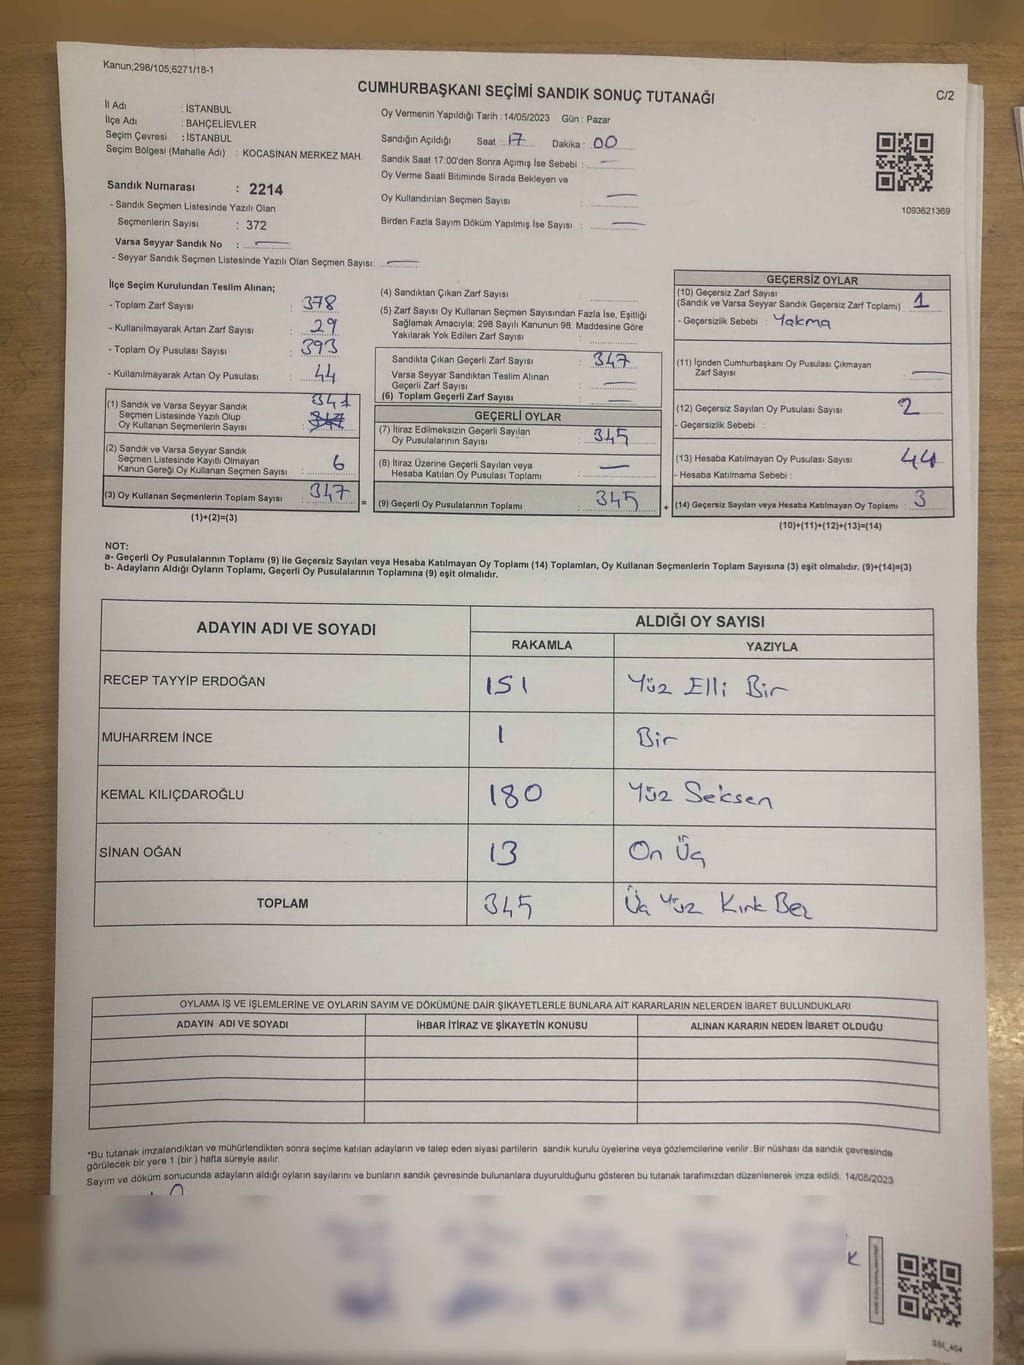 Kanun;298/105;6271/18-1
CUMHURBAŞKANI SEÇİMİ SANDIK SONUÇ TUTANAĞI
C/2
İl Adı : İSTANBUL
İlçe Adı : BAHÇELİEVLER
Seçim Çevresi : İSTANBUL
Seçim Bölgesi (Mahalle Adı) : KOCASİNAN MERKEZ MAH.
Oy Vermenin Yapıldığı Tarih : 14/05/2023 Gün : Pazar
Sandığın Açıldığı Saat : 17 Dakika : 00
Sandık Saat 17:00'den Sonra Açımış İse Sebebi : —
Oy Verme Saati Bitiminde Sırada Bekleyen ve
Oy Kullandırılan Seçmen Sayısı : —
Birden Fazla Sayım Döküm Yapılmış İse Sayısı : —
1093621369
Sandık Numarası : 2214
- Sandık Seçmen Listesinde Yazılı Olan
Seçmenlerin Sayısı : 372
Varsa Seyyar Sandık No : —
- Seyyar Sandık Seçmen Listesinde Yazılı Olan Seçmen Sayısı: —
İlçe Seçim Kurulundan Teslim Alınan;
- Toplam Zarf Sayısı : 378
- Kullanılmayarak Artan Zarf Sayısı : 29
- Toplam Oy Pusulası Sayısı : 393
- Kullanılmayarak Artan Oy Pusulası : 44
(1) Sandık ve Varsa Seyyar Sandık 341
Seçmen Listesinde Yazılı Olup
Oy Kullanan Seçmenlerin Sayısı : 347
(2) Sandık ve Varsa Seyyar Sandık
Seçmen Listesinde Kayıtlı Olmayan
Kanun Gereği Oy Kullanan Seçmen Sayısı : 6
(3) Oy Kullanan Seçmenlerin Toplam Sayısı : 347 =
(1)+(2)=(3)
(4) Sandıktan Çıkan Zarf Sayısı :
(5) Zarf Sayısı Oy Kullanan Seçmen Sayısından Fazla İse, Eşitliği
Sağlamak Amacıyla; 298 Sayılı Kanunun 98. Maddesine Göre
Yakılarak Yok Edilen Zarf Sayısı :
Sandıkta Çıkan Geçerli Zarf Sayısı : 347
Varsa Seyyar Sandıktan Teslim Alınan
Geçerli Zarf Sayısı : —
(6) Toplam Geçerli Zarf Sayısı : —
GEÇERLİ OYLAR
(7) İtiraz Edilmeksizin Geçerli Sayılan
Oy Pusulalarının Sayısı : 345
(8) İtiraz Üzerine Geçerli Sayılan veya
Hesaba Katılan Oy Pusulası Toplamı : —
(9) Geçerli Oy Pusulalarının Toplamı : 345 +
GEÇERSİZ OYLAR
(10) Geçersiz Zarf Sayısı
(Sandık ve Varsa Seyyar Sandık Geçersiz Zarf Toplamı) : 1
- Geçersizlik Sebebi : Yakma
(11) İçinden Cumhurbaşkanı Oy Pusulası Çıkmayan
Zarf Sayısı : —
(12) Geçersiz Sayılan Oy Pusulası Sayısı : 2
- Geçersizlik Sebebi :
(13) Hesaba Katılmayan Oy Pusulası Sayısı : 44
- Hesaba Katılmama Sebebi :
(14) Geçersiz Sayılan veya Hesaba Katılmayan Oy Toplamı : 3
(10)+(11)+(12)+(13)=(14)
NOT:
a- Geçerli Oy Pusulalarının Toplamı (9) ile Geçersiz Sayılan veya Hesaba Katılmayan Oy Toplamı (14) Toplamları, Oy Kullanan Seçmenlerin Toplam Sayısına (3) eşit olmalıdır. (9)+(14)=(3)
b- Adayların Aldığı Oyların Toplamı, Geçerli Oy Pusulalarının Toplamına (9) eşit olmalıdır.
ADAYIN ADI VE SOYADI
ALDIĞI OY SAYISI
RAKAMLA YAZIYLA
RECEP TAYYİP ERDOĞAN 151 Yüz Elli Bir
MUHARREM İNCE 1 Bir
KEMAL KILIÇDAROĞLU 180 Yüz Seksen
SİNAN OĞAN 13 On Üç
TOPLAM 345 Üç Yüz Kırk Beş
OYLAMA İŞ VE İŞLEMLERİNE VE OYLARIN SAYIM VE DÖKÜMÜNE DAİR ŞİKAYETLERLE BUNLARA AİT KARARLARIN NELERDEN İBARET BULUNDUKLARI
ADAYIN ADI VE SOYADI İHBAR İTİRAZ VE ŞİKAYETİN KONUSU ALINAN KARARIN NEDEN İBARET OLDUĞU
*Bu tutanak imzalandıktan ve mühürlendikten sonra seçime katılan adayların ve talep eden siyasi partilerin sandık kurulu üyelerine veya gözlemcilerine verilir. Bir nüshası da sandık çevresinde
görülecek bir yere 1 (bir) hafta süreyle asılır.
Sayım ve döküm sonucunda adayların aldığı oyların sayılarını ve bunların sandık çevresinde bulunanlara duyurulduğunu gösteren bu tutanak tarafımızdan düzenlenerek imza edildi. 14/05/2023